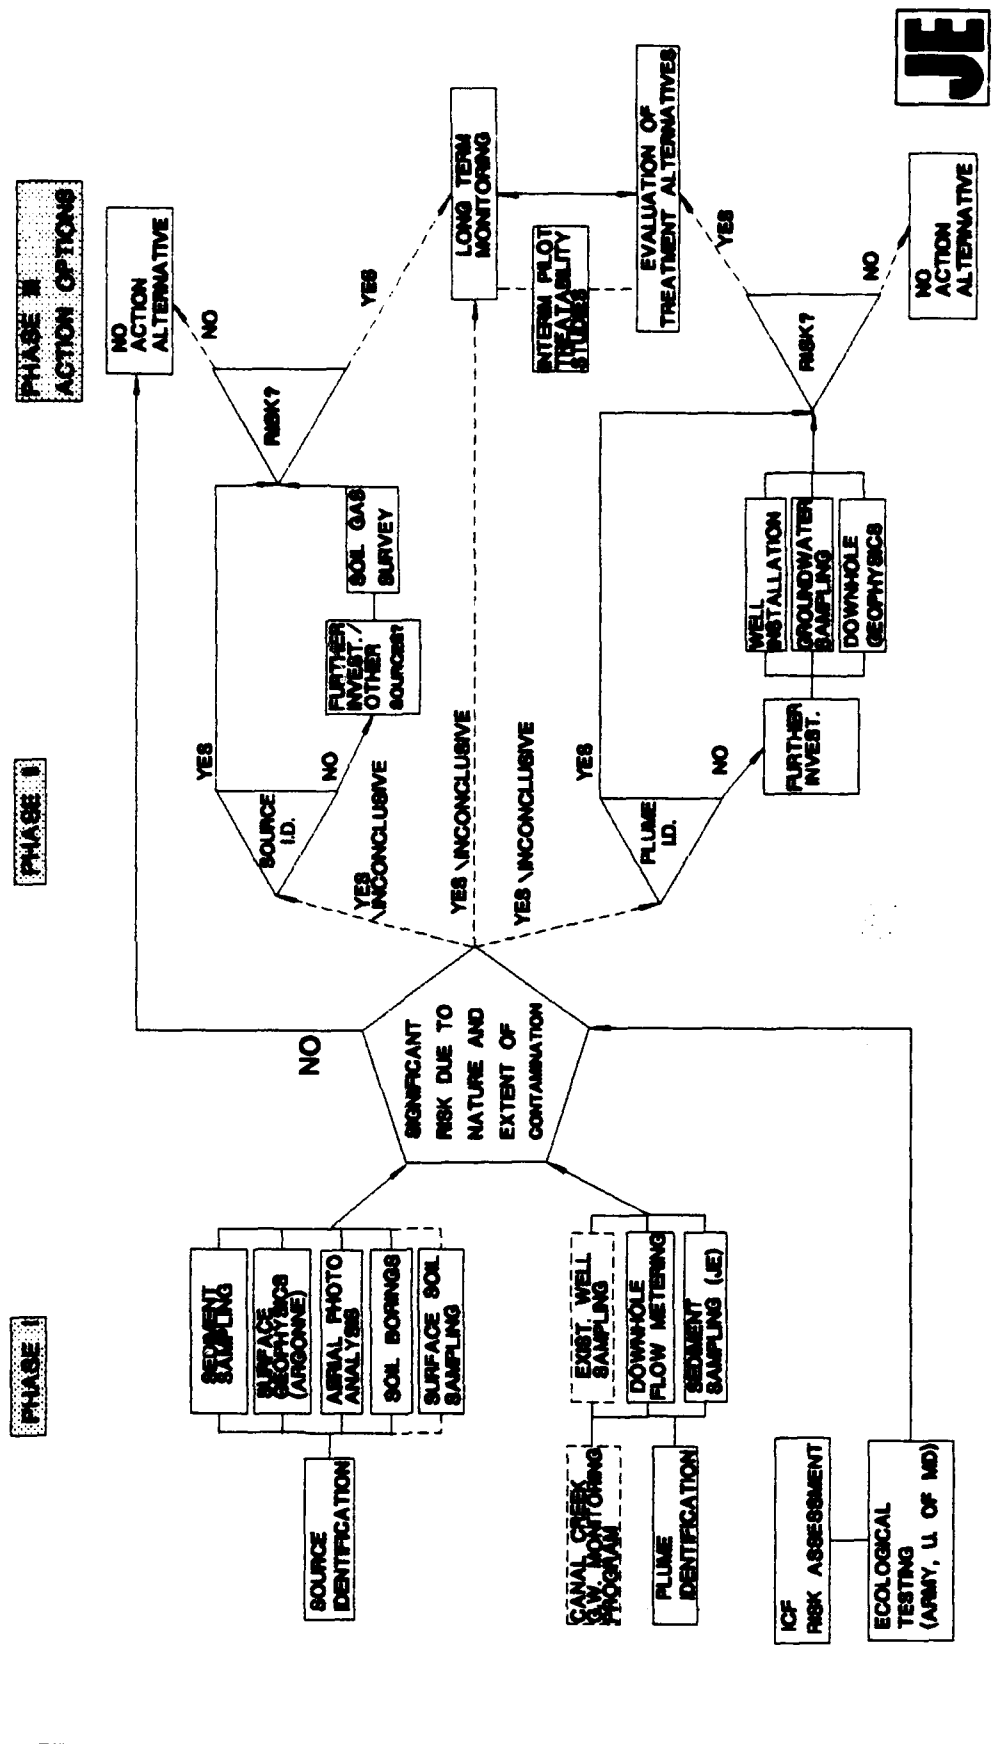 PHASE I
PHASE II
PHASE III
ACTION OPTIONS
SOURCE
IDENTIFICATION
SEDIMENT
SAMPLING
SURFACE
GEOPHYSICS
(ARGONNE)
AERIAL PHOTO
ANALYSIS
SOIL BORINGS
SURFACE SOIL
SAMPLING
CANAL CREEK
G.W. MONITORING
PROGRAM
PLUME
IDENTIFICATION
EXIST. WELL
SAMPLING
DOWNHOLE
FLOW METERING
SEDIMENT
SAMPLING (JE)
ICF
RISK ASSESSMENT
ECOLOGICAL
TESTING
(ARMY, U. OF MD)
SIGNIFICANT
RISK DUE TO
NATURE AND
EXTENT OF
CONTAMINATION
NO
YES
\INCONCLUSIVE
YES \INCONCLUSIVE
YES \INCONCLUSIVE
SOURCE
I.D.
YES
NO
FURTHER
INVEST./
OTHER
SOURCES?
SOIL GAS
SURVEY
RISK?
NO
YES
NO
ACTION
ALTERNATIVE
LONG TERM
MONITORING
INTERM PILOT
TREATABILITY
STUDIES
EVALUATION OF
TREATMENT ALTERNATIVES
PLUME
I.D.
YES
NO
FURTHER
INVEST.
WELL
INSTALLATION
GROUNDWATER
SAMPLING
DOWNHOLE
GEOPHYSICS
RISK?
YES
NO
NO
ACTION
ALTERNATIVE
JE